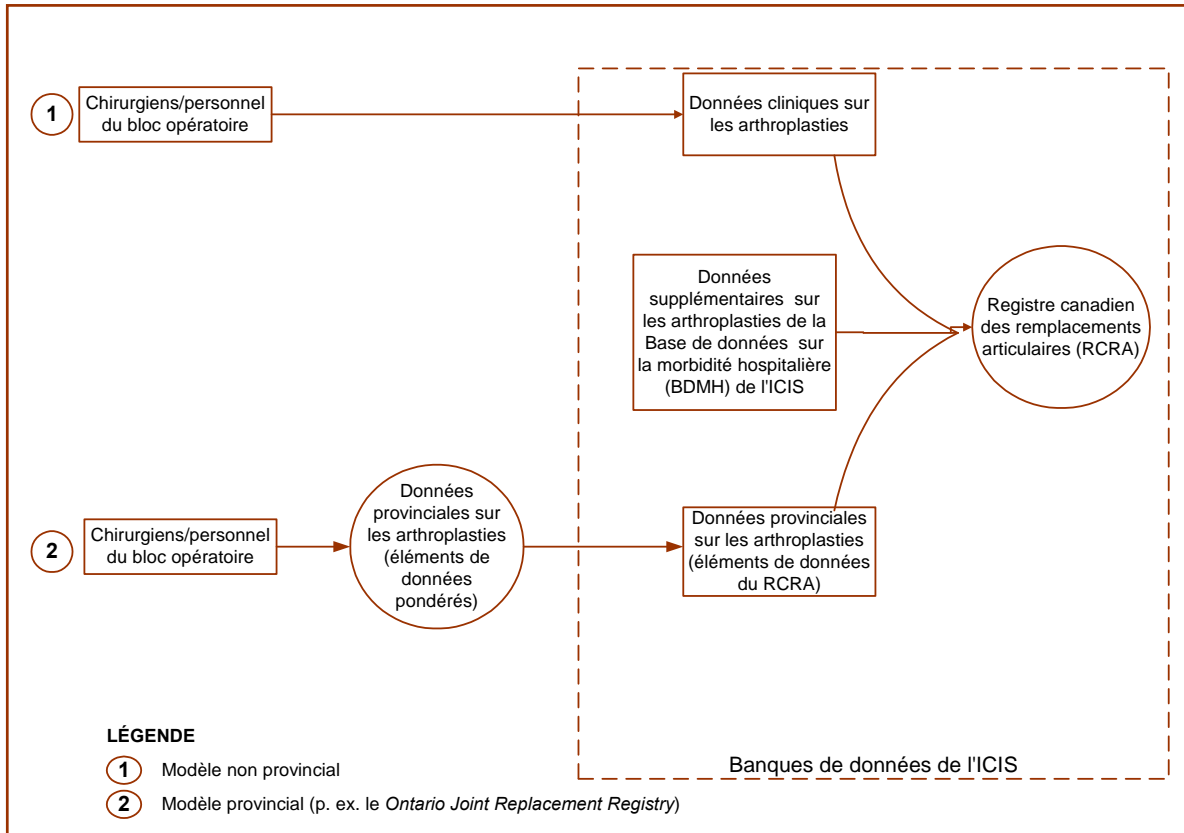 1
Chirurgiens/personnel
du bloc opératoire
Données cliniques sur
les arthroplasties
Données
supplémentaires sur
les arthroplasties de la
Base de données sur
la morbidité hospitalière
(BDMH) de l'ICIS
Registre canadien
des remplacements
articulaires (RCRA)
2
Chirurgiens/personnel
du bloc opératoire
Données
provinciales sur
les arthroplasties
(éléments de
données
pondérés)
Données provinciales
sur les arthroplasties
(éléments de données
du RCRA)
Banques de données de l'ICIS
LÉGENDE
1 Modèle non provincial
2 Modèle provincial (p. ex. le Ontario Joint Replacement Registry)